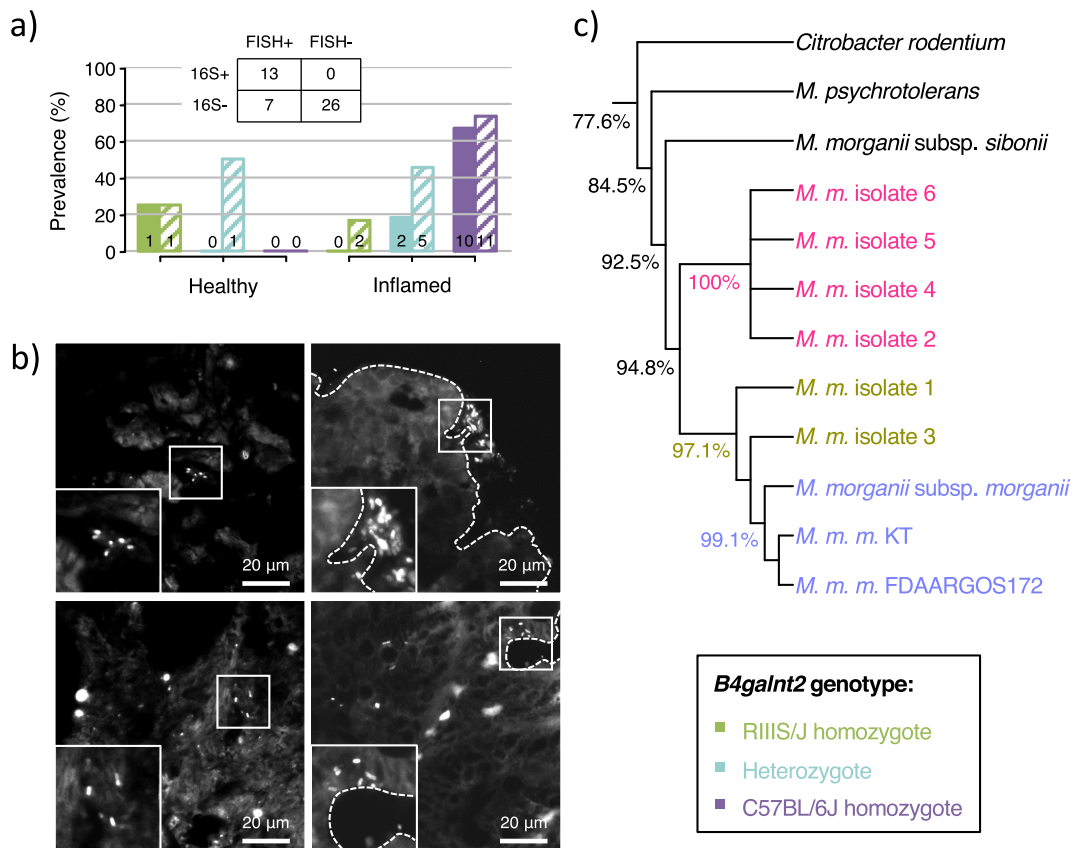 a)
FISH+ FISH-
16S+ 13 0
16S- 7 26
Prevalence (%)
100
80
60
40
20
0
1 1 0 1 0 0 0 2 2 5 10 11
Healthy Inflamed
b)
20 µm
20 µm
20 µm
20 µm
c)
Citrobacter rodentium
M. psychrotolerans
77.6%
M. morganii subsp. sibonii
84.5%
M. m. isolate 6
M. m. isolate 5
92.5%
100%
M. m. isolate 4
M. m. isolate 2
94.8%
M. m. isolate 1
97.1%
M. m. isolate 3
M. morganii subsp. morganii
99.1%
M. m. m. KT
M. m. m. FDAARGOS172
B4galnt2 genotype:
RIIIS/J homozygote
Heterozygote
C57BL/6J homozygote